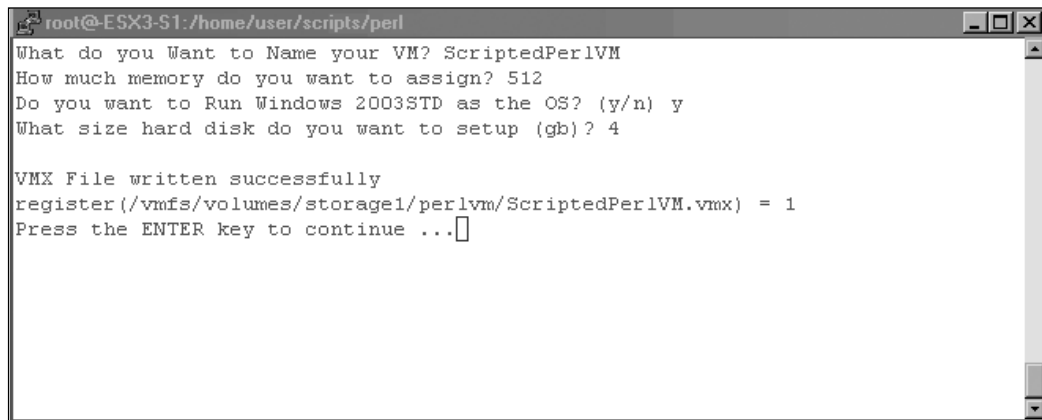 root@-ESX3-S1:/home/user/scripts/perl
What do you Want to Name your VM? ScriptedPerlVM
How much memory do you want to assign? 512
Do you want to Run Windows 2003STD as the OS? (y/n) y
What size hard disk do you want to setup (gb)? 4
VMX File written successfully
register(/vmfs/volumes/storage1/perlvm/ScriptedPerlVM.vmx) = 1
Press the ENTER key to continue ...